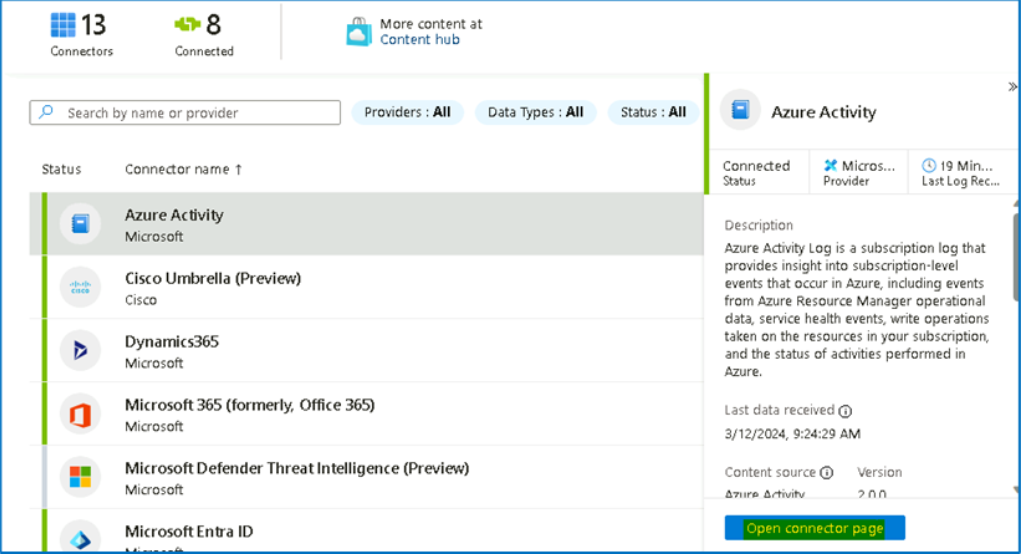 13
Connectors
8
Connected
More content at
Content hub
Search by name or provider
Providers : All
Data Types : All
Status : All
Status
Connector name ↑
Azure Activity
Microsoft
Cisco Umbrella (Preview)
Cisco
Dynamics365
Microsoft
Microsoft 365 (formerly, Office 365)
Microsoft
Microsoft Defender Threat Intelligence (Preview)
Microsoft
Microsoft Entra ID
Microsoft
»
Azure Activity
Connected
Status
Micros...
Provider
19 Min...
Last Log Rec...
Description
Azure Activity Log is a subscription log that
provides insight into subscription-level
events that occur in Azure, including events
from Azure Resource Manager operational
data, service health events, write operations
taken on the resources in your subscription,
and the status of activities performed in
Azure.
Last data received
3/12/2024, 9:24:29 AM
Content source
Version
Azure Activity
2.0.0
Open connector page